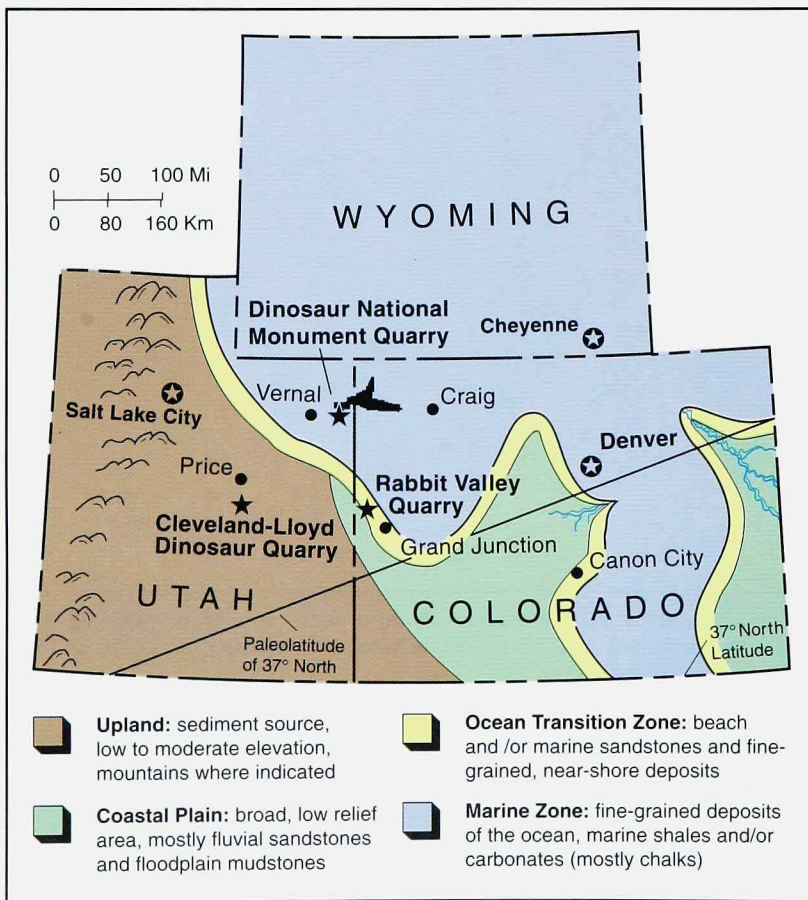 0 50 100 Mi
0 80 160 Km
WYOMING
Dinosaur National
Monument Quarry
Cheyenne
Vernal
Craig
Salt Lake City
Denver
Price
Rabbit Valley
Quarry
Cleveland-Lloyd
Dinosaur Quarry
Grand Junction
Canon City
UTAH
COLORADO
Paleolatitude
of 37° North
37° North
Latitude
Upland: sediment source,
low to moderate elevation,
mountains where indicated
Coastal Plain: broad, low relief
area, mostly fluvial sandstones
and floodplain mudstones
Ocean Transition Zone: beach
and /or marine sandstones and fine-
grained, near-shore deposits
Marine Zone: fine-grained deposits
of the ocean, marine shales and/or
carbonates (mostly chalks)